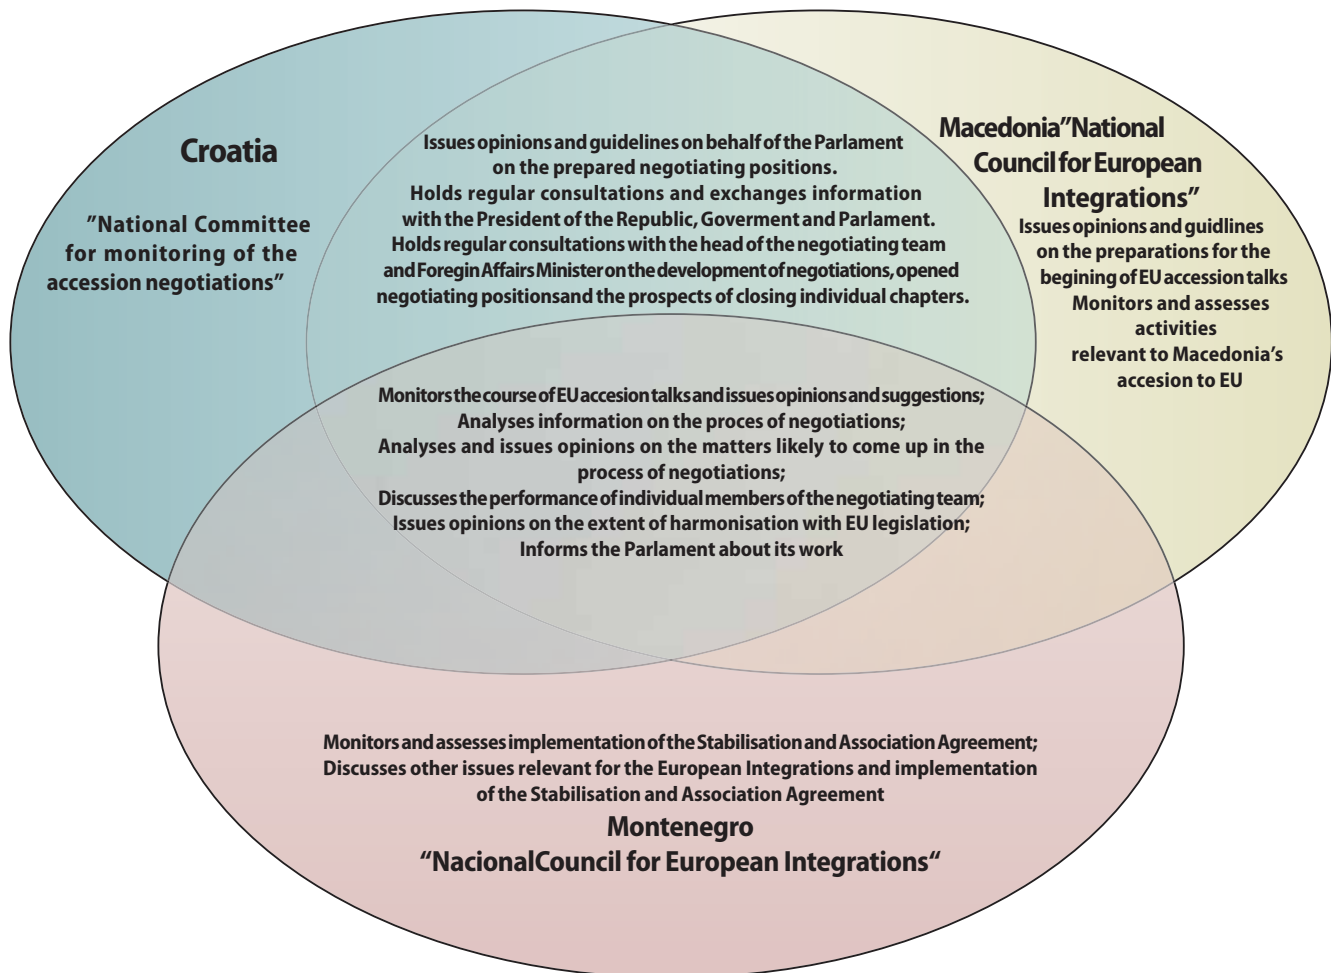 Croatia
"National Committee
for monitoring of the
accession negotiations"
Issues opinions and guidelines on behalf of the Parlament
on the prepared negotiating positions.
Holds regular consultations and exchanges information
with the President of the Republic, Goverment and Parlament.
Holds regular consultations with the head of the negotiating team
and Foregin Affairs Minister on the development of negotiations, opened
negotiating positionsand the prospects of closing individual chapters.
Macedonia"National
Council for European
Integrations"
Issues opinions and guidlines
on the preparations for the
begining of EU accession talks
Monitors and assesses
activities
relevant to Macedonia's
accesion to EU
Monitors the course of EU accesion talks and issues opinions and suggestions;
Analyses information on the proces of negotiations;
Analyses and issues opinions on the matters likely to come up in the
process of negotiations;
Discusses the performance of individual members of the negotiating team;
Issues opinions on the extent of harmonisation with EU legislation;
Informs the Parlament about its work
Monitors and assesses implementation of the Stabilisation and Association Agreement;
Discusses other issues relevant for the European Integrations and implementation
of the Stabilisation and Association Agreement
Montenegro
“NacionalCouncil for European Integrations“